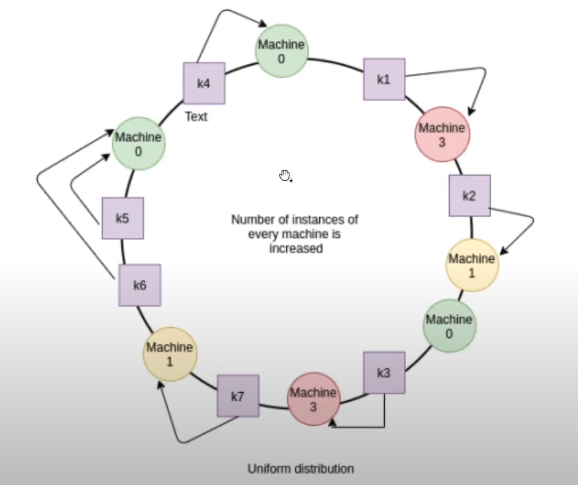 Machine
0
k4
k1
Text
Machine
0
Machine
3
k2
k5
Number of instances of
every machine is
increased
Machine
1
k6
Machine
0
Machine
1
k3
k7
Machine
3
Uniform distribution